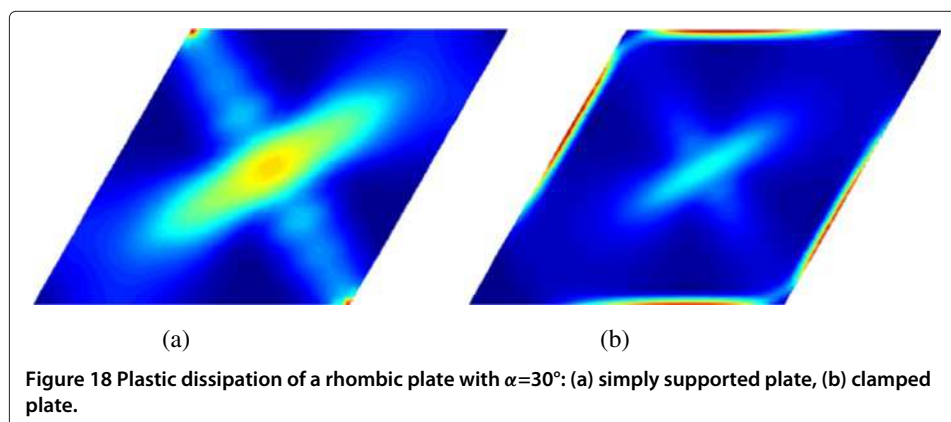 (a) (b)
Figure 18 Plastic dissipation of a rhombic plate with α=30°: (a) simply supported plate, (b) clamped
plate.